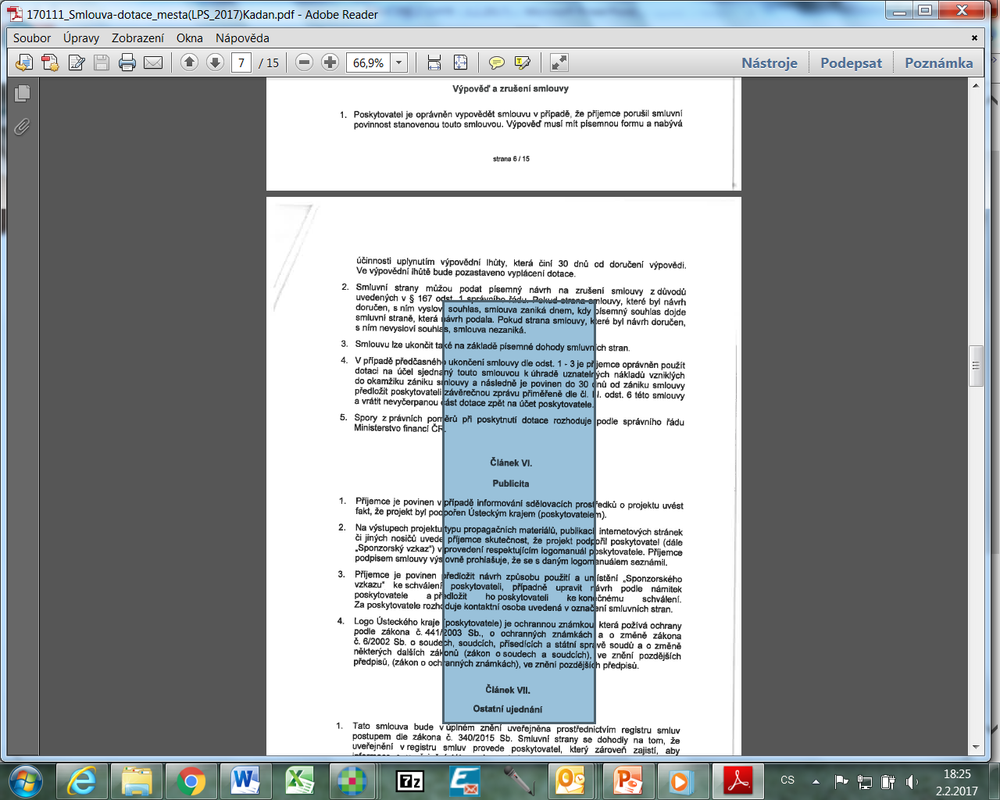 170111_Smlouva-dotace_mesta(LPS_2017)Kadan.pdf - Adobe Reader
Soubor Úpravy Zobrazení Okna Nápověda
7 / 15 66,9% Nástroje Podepsat Poznámka
Výpověď a zrušení smlouvy
1. Poskytovatel je oprávněn vypovědět smlouvu v případě, že příjemce porušil smluvní
povinnost stanovenou touto smlouvou. Výpověď musí mít písemnou formu a nabývá
strana 6 / 15
účinnosti uplynutím výpovědní lhůty, která činí 30 dnů od doručení výpovědi.
Ve výpovědní lhůtě bude pozastaveno vyplácení dotace.
2. Smluvní strany můžou podat písemný návrh na zrušení smlouvy z důvodů
uvedených v § 167 odst. 1 správního řádu. Pokud strana smlouvy, které byl návrh
doručen, s ním vysloví souhlas, smlouva zaniká dnem, kdy písemný souhlas dojde
smluvní straně, která návrh podala. Pokud strana smlouvy, které byl návrh doručen,
s ním nevysloví souhlas, smlouva nezaniká.
3. Smlouvu lze ukončit také na základě písemné dohody smluvních stran.
4. V případě předčasného ukončení smlouvy dle odst. 1 - 3 je příjemce oprávněn použít
dotaci na účel sjednaný touto smlouvou k úhradě uznatelných nákladů vzniklých
do okamžiku zániku smlouvy a následně je povinen do 30 dnů od zániku smlouvy
předložit poskytovateli závěrečnou zprávu přiměřeně dle čl. odst. 6 této smlouvy
a vrátit nevyčerpanou část dotace zpět na účet poskytovatele.
5. Spory z právních poměrů při poskytnutí dotace rozhoduje podle správního řádu
Ministerstvo financí ČR.
Článek VI.
Publicita
1. Příjemce je povinen v případě informování sdělovacích prostředků o projektu uvést
fakt, že projekt byl podpořen Ústeckým krajem (poskytovatelem).
2. Na výstupech projektu typu propagačních materiálů, publikací, internetových stránek
či jiných nosičů uvede příjemce skutečnost, že projekt podpořil poskytovatel (dále
„Sponzorský vzkaz“) v provedení respektujícím logomanuál poskytovatele. Příjemce
podpisem smlouvy výslovně prohlašuje, že se s daným logomanuálem seznámil.
3. Příjemce je povinen předložit návrh způsobu použití a umístění „Sponzorského
vzkazu“ ke schválení poskytovateli, případně upravit návrh podle námitek
poskytovatele a předložit ho poskytovateli ke konečnému schválení.
Za poskytovatele rozhoduje kontaktní osoba uvedená v označení smluvních stran.
4. Logo Ústeckého kraje (poskytovatele) je ochrannou známkou, která požívá ochrany
podle zákona č. 441/2003 Sb., o ochranných známkách a o změně zákona
č. 6/2002 Sb. o soudech, soudcích, přísedících a státní správě soudů a o změně
některých dalších zákonů (zákon o soudech a soudcích), ve znění pozdějších
předpisů, (zákon o ochranných známkách), ve znění pozdějších předpisů.
Článek VII.
Ostatní ujednání
1. Tato smlouva bude v úplném znění uveřejněna prostřednictvím registru smluv
postupem dle zákona č. 340/2015 Sb. Smluvní strany se dohodly na tom, že
uveřejnění v registru smluv provede poskytovatel, který zároveň zajistí, aby
CS 18:25
2.2.2017